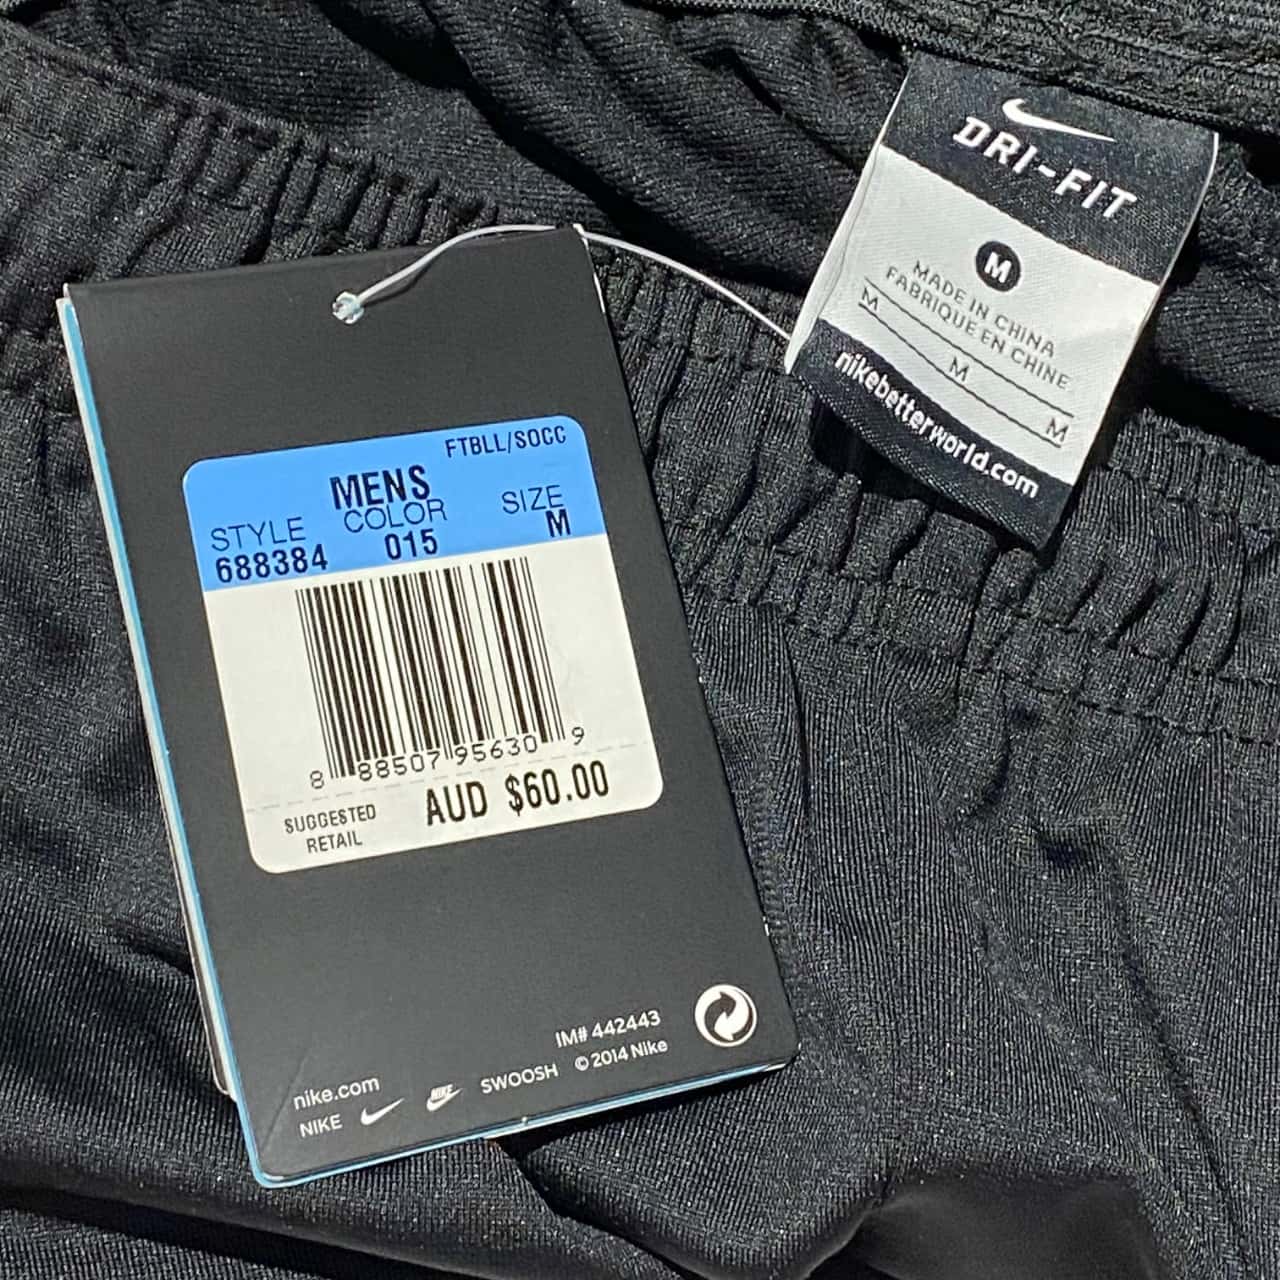 DRI-FIT
M
MADE IN CHINA
FABRIQUE EN CHINE
M
M
M
nikebetterworld.com
FTBLL/SOCC
MENS
STYLE COLOR SIZE
688384 015 M
8 88507 95630 9
SUGGESTED
RETAIL
AUD $60.00
IM# 442443
nike.com
NIKE NIKE SWOOSH © 2014 Nike